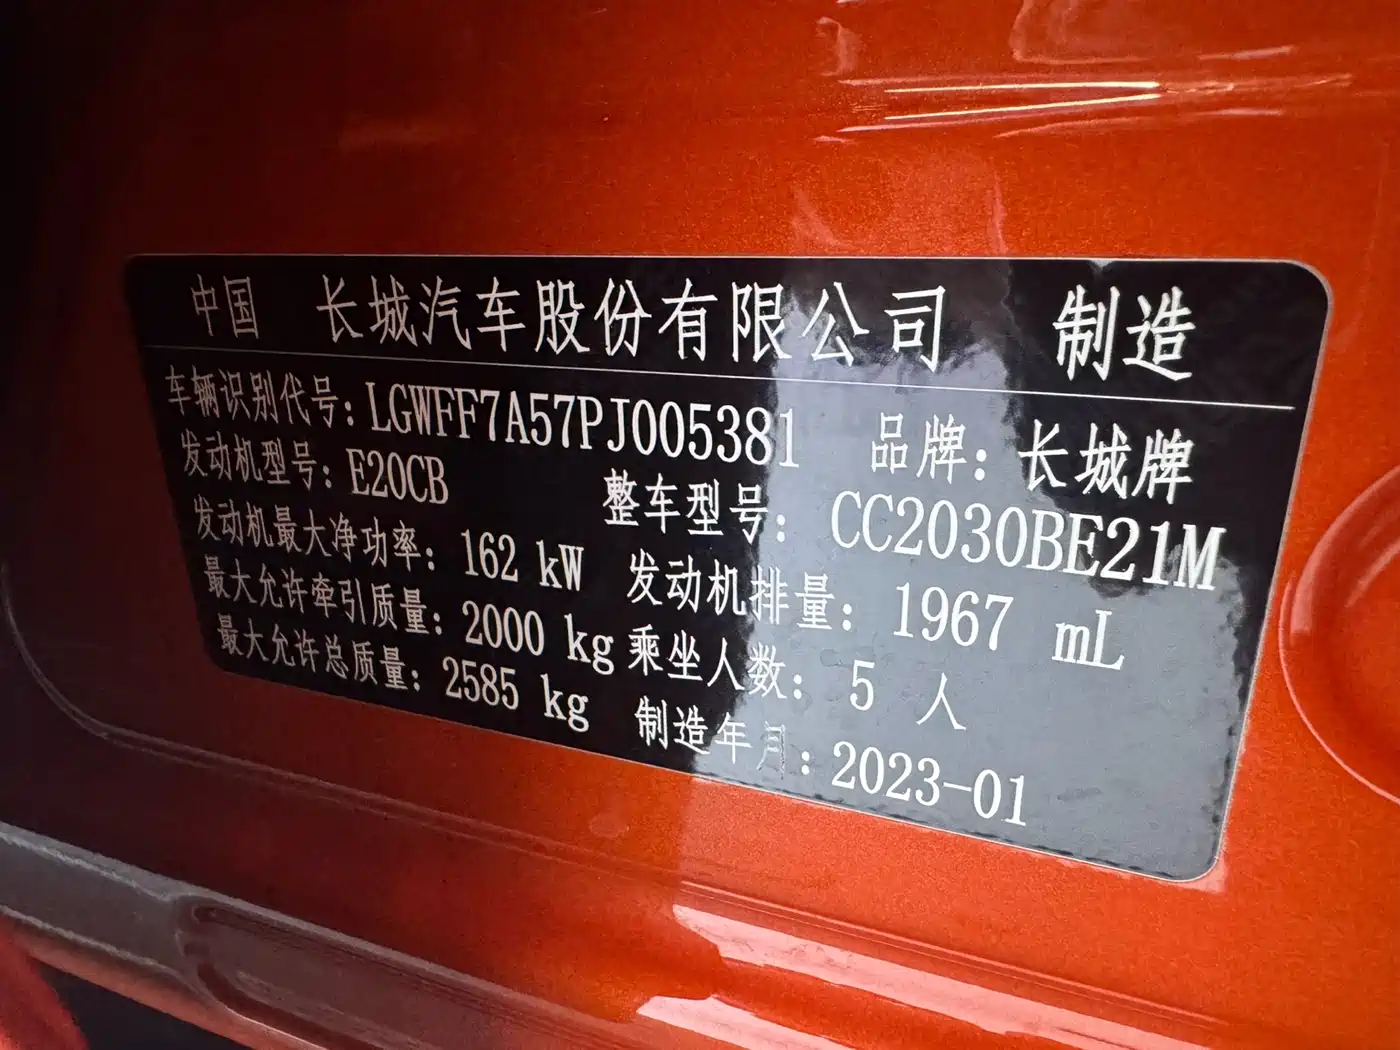 中国 长城汽车股份有限公司 制造
车辆识别代号：LGWFF7A57PJ005381 品牌：长城牌
发动机型号：E20CB 整车型号：CC2030BE21M
发动机最大净功率：162 kW 发动机排量：1967 mL
最大允许牵引质量：2000 kg 乘坐人数：5 人
最大允许总质量：2585 kg 制造年月：2023-01